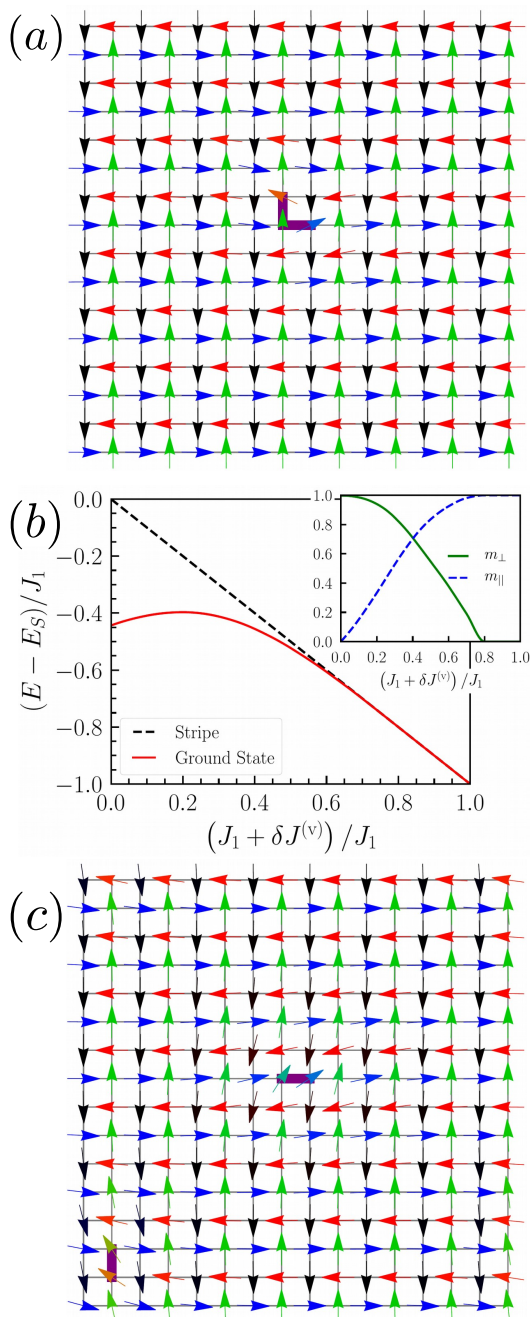 (a)
(b)
(E − E_S)/J_1
0.0
−0.2
−0.4
−0.6
−0.8
−1.0
0.0 0.2 0.4 0.6 0.8 1.0
(J_1 + δJ^(v)) /J_1
Stripe
Ground State
1.0
0.8
0.6
0.4
0.2
0.0
m_⊥
m_||
0.0 0.2 0.4 0.6 0.8 1.0
(J_1 + δJ^(v)) /J_1
(c)